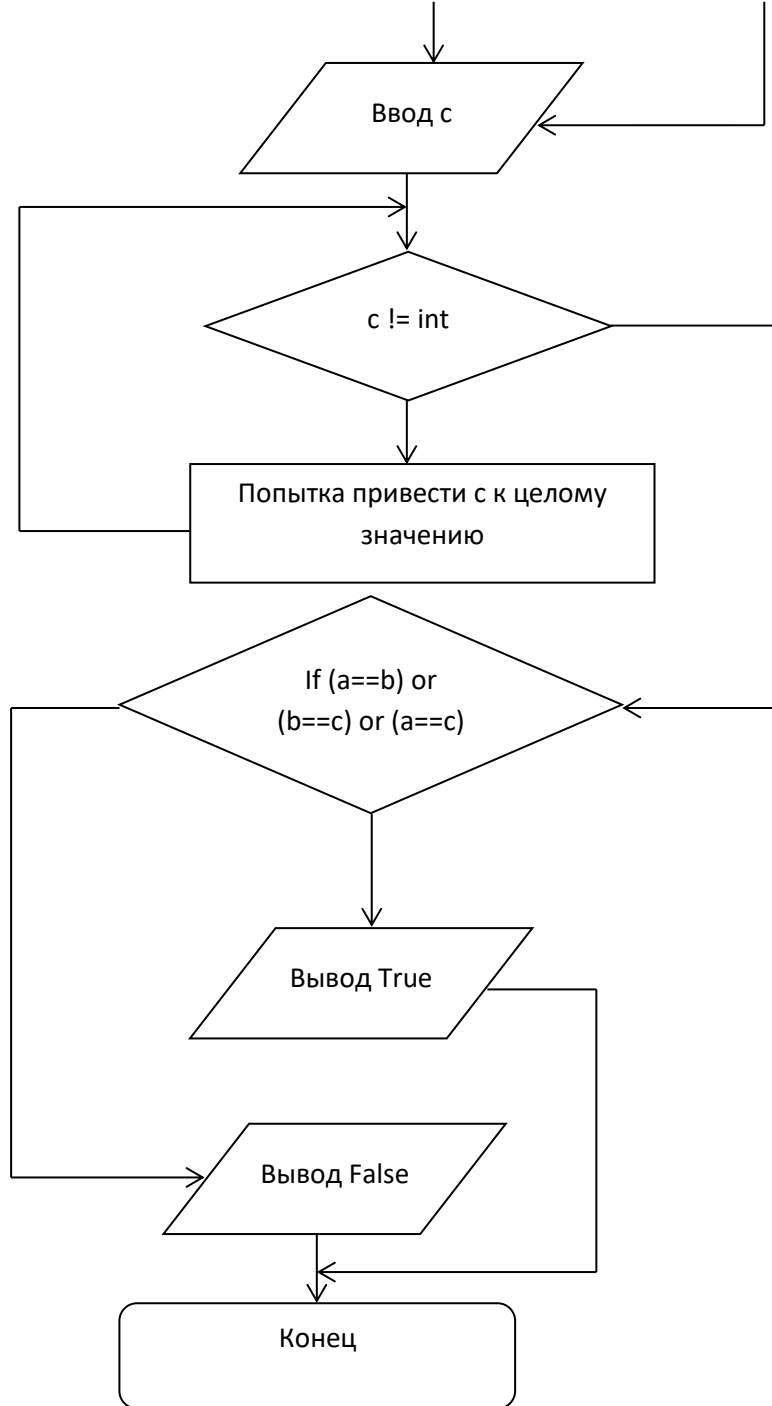 Ввод c
c != int
Попытка привести c к целому
значению
If (a==b) or
(b==c) or (a==c)
Вывод True
Вывод False
Конец